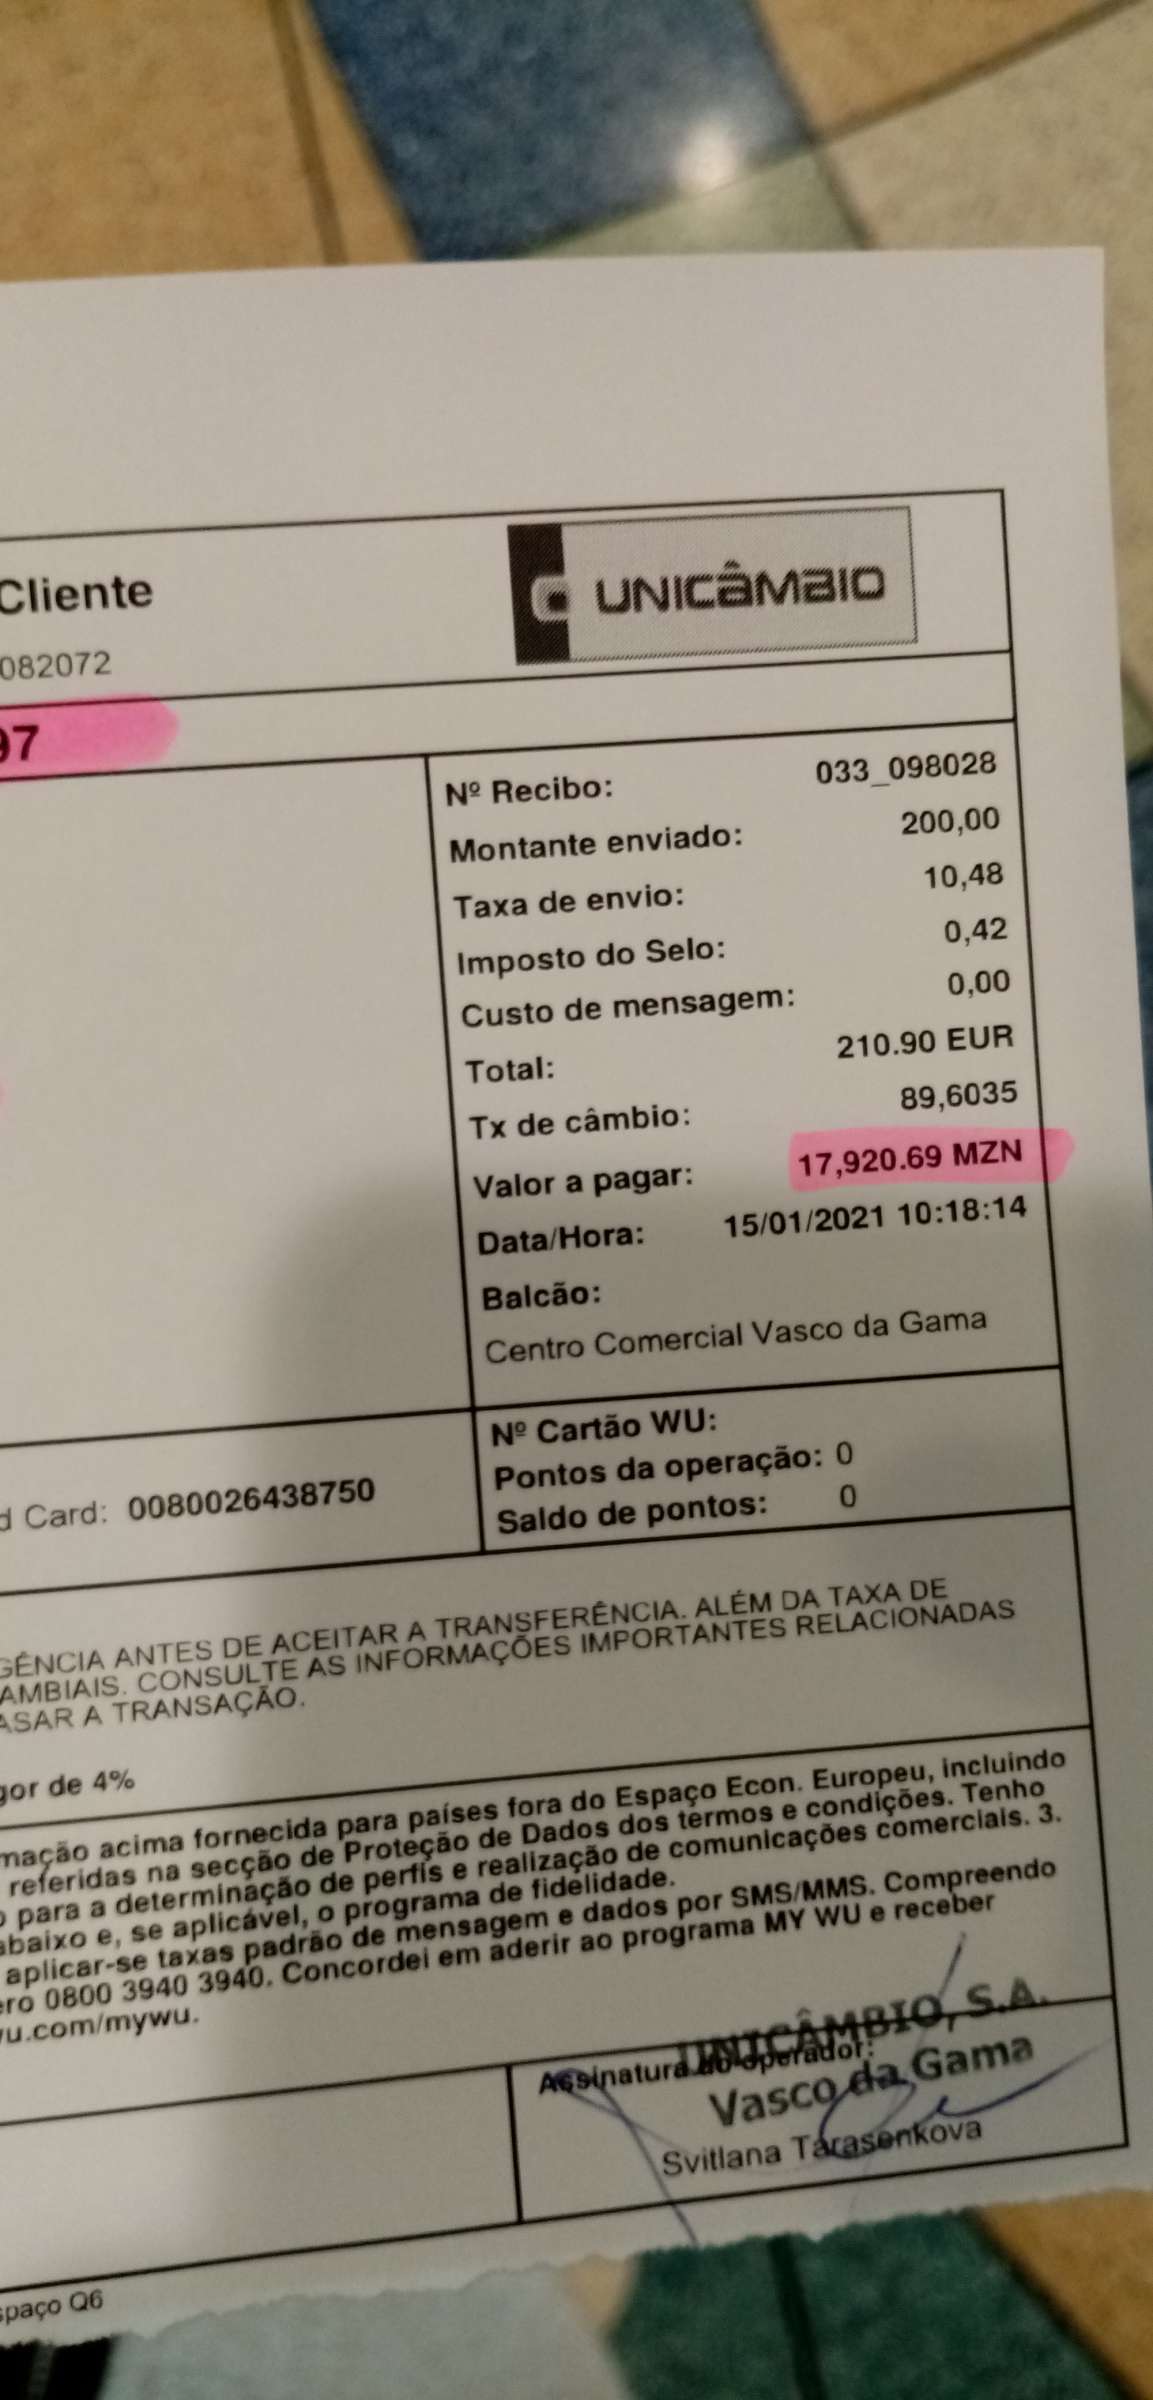 Cliente
UNICÂMBIO
082072
97
Nº Recibo: 033_098028
Montante enviado: 200,00
Taxa de envio: 10,48
Imposto do Selo: 0,42
Custo de mensagem: 0,00
Total: 210.90 EUR
Tx de câmbio: 89,6035
Valor a pagar: 17,920.69 MZN
Data/Hora: 15/01/2021 10:18:14
Balcão:
Centro Comercial Vasco da Gama
d Card: 0080026438750
Nº Cartão WU:
Pontos da operação: 0
Saldo de pontos: 0
GÊNCIA ANTES DE ACEITAR A TRANSFERÊNCIA. ALÉM DA TAXA DE
AMBIAIS. CONSULTE AS INFORMAÇÕES IMPORTANTES RELACIONADAS
ASAR A TRANSAÇÃO.
gor de 4%
mação acima fornecida para países fora do Espaço Econ. Europeu, incluindo
referidas na secção de Proteção de Dados dos termos e condições. Tenho
o para a determinação de perfis e realização de comunicações comerciais. 3.
abaixo e, se aplicável, o programa de fidelidade.
aplicar-se taxas padrão de mensagem e dados por SMS/MMS. Compreendo
ero 0800 3940 3940. Concordei em aderir ao programa MY WU e receber
wu.com/mywu.
UNICÂMBIO, S.A.
Assinatura do operador:
Vasco da Gama
Svitlana Tarasenkova
spaço Q6